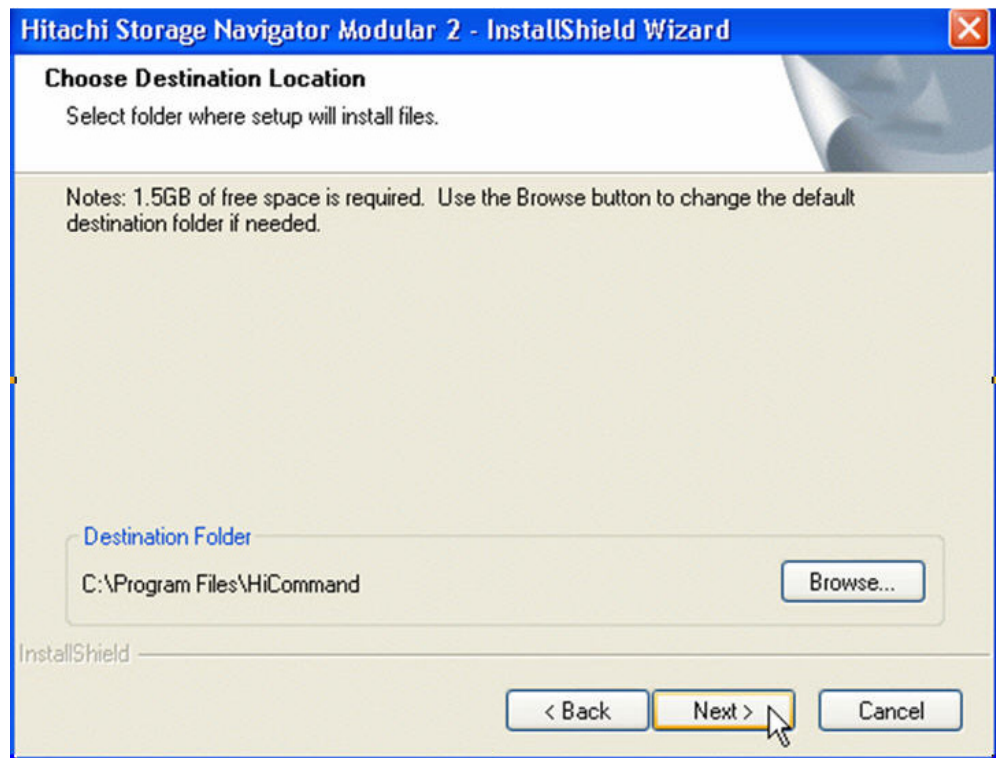 Hitachi Storage Navigator Modular 2 - InstallShield Wizard
Choose Destination Location
Select folder where setup will install files.
Notes: 1.5GB of free space is required. Use the Browse button to change the default
destination folder if needed.
Destination Folder
C:\Program Files\HiCommand
Browse...
InstallShield
< Back
Next >
Cancel